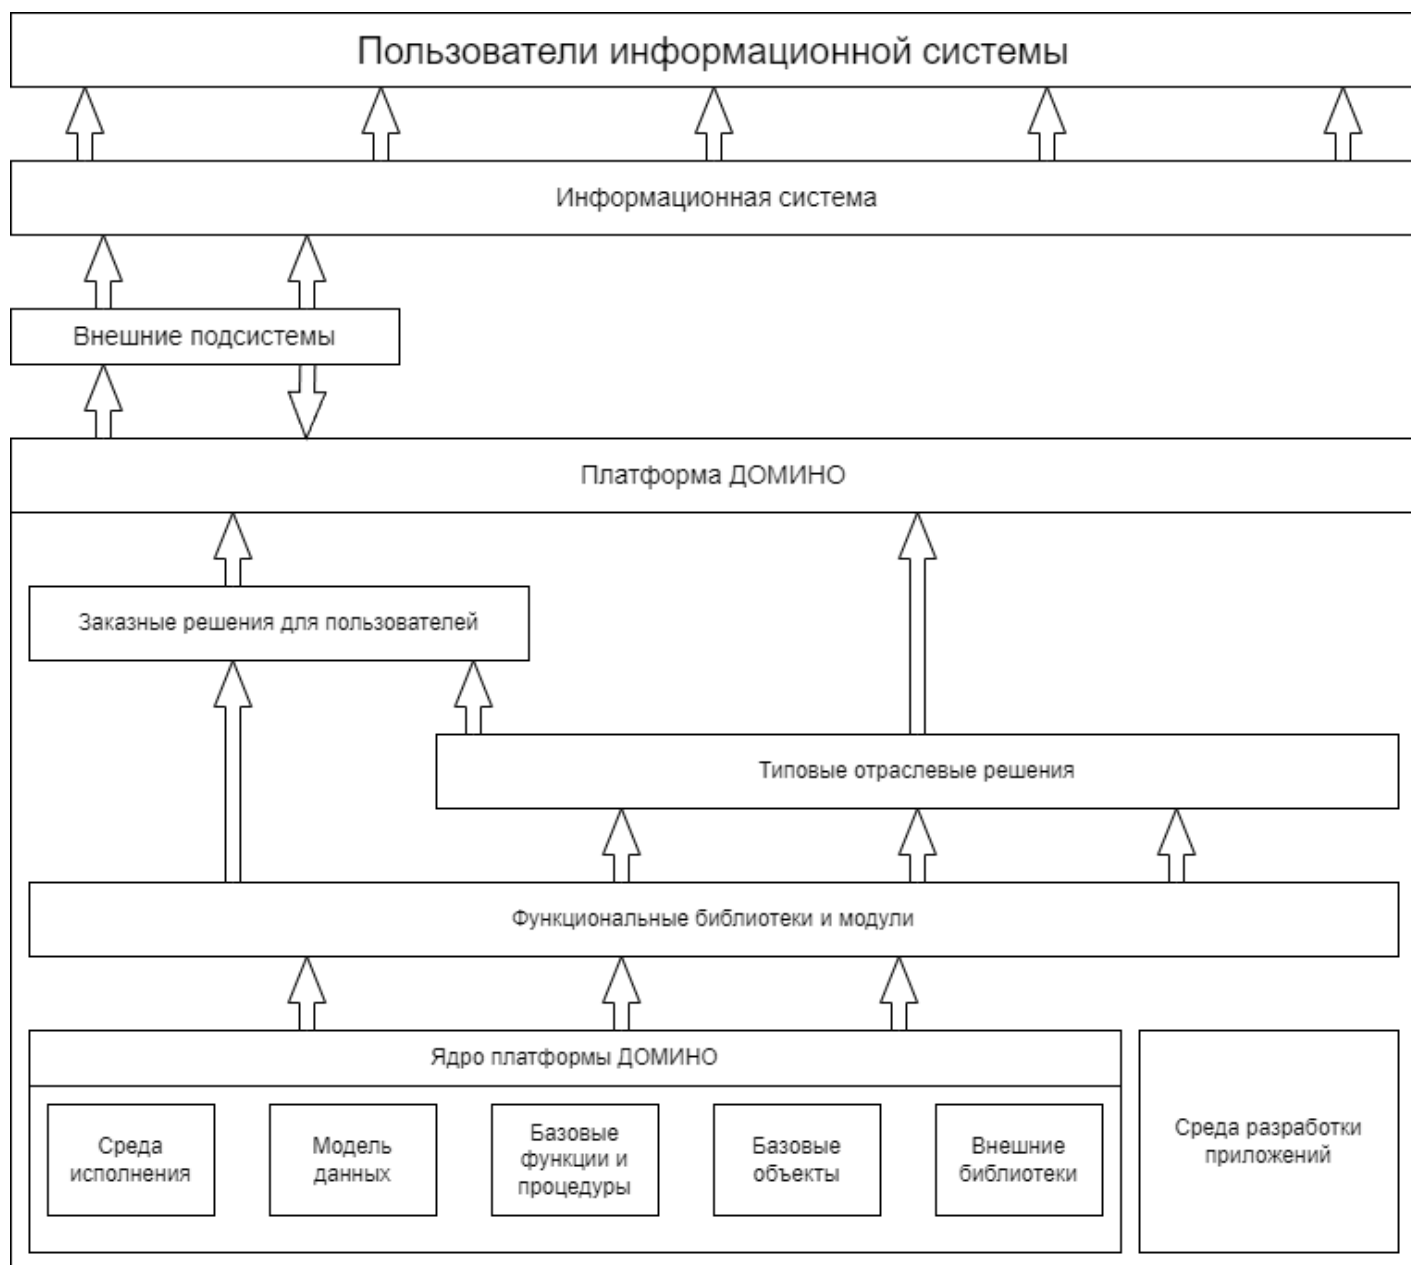 Пользователи информационной системы
Информационная система
Внешние подсистемы
Платформа ДОМИНО
Заказные решения для пользователей
Типовые отраслевые решения
Функциональные библиотеки и модули
Ядро платформы ДОМИНО
Среда
исполнения
Модель
данных
Базовые
функции и
процедуры
Базовые
объекты
Внешние
библиотеки
Среда разработки
приложений